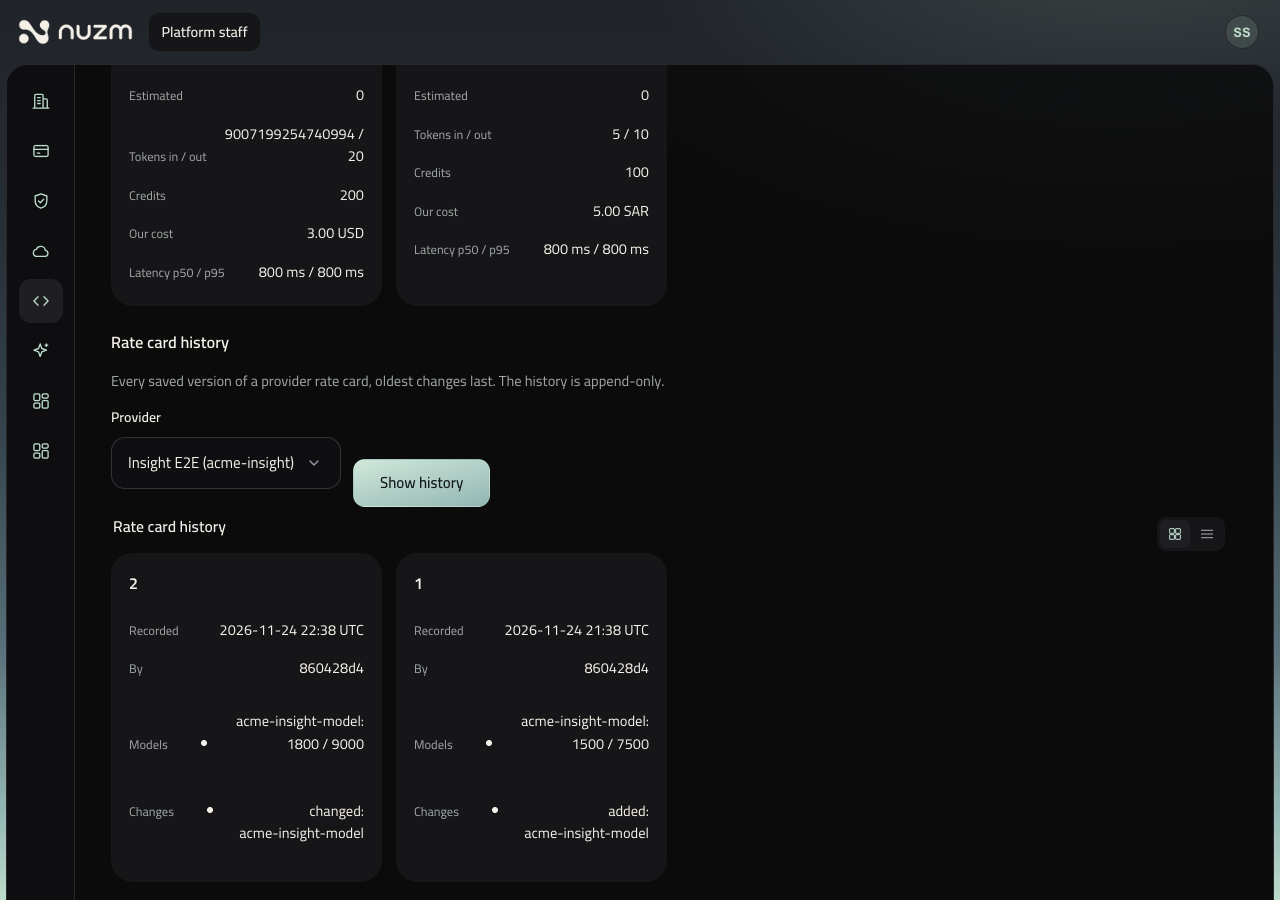 nuzm
Platform staff
SS
Estimated 0
9007199254740994 /
Tokens in / out 20
Credits 200
Our cost 3.00 USD
Latency p50 / p95 800 ms / 800 ms
Estimated 0
Tokens in / out 5 / 10
Credits 100
Our cost 5.00 SAR
Latency p50 / p95 800 ms / 800 ms
Rate card history
Every saved version of a provider rate card, oldest changes last. The history is append-only.
Provider
Insight E2E (acme-insight)
Show history
Rate card history
2
Recorded 2026-11-24 22:38 UTC
By 860428d4
acme-insight-model:
Models • 1800 / 9000
Changes • changed:
acme-insight-model
1
Recorded 2026-11-24 21:38 UTC
By 860428d4
acme-insight-model:
Models • 1500 / 7500
Changes • added:
acme-insight-model